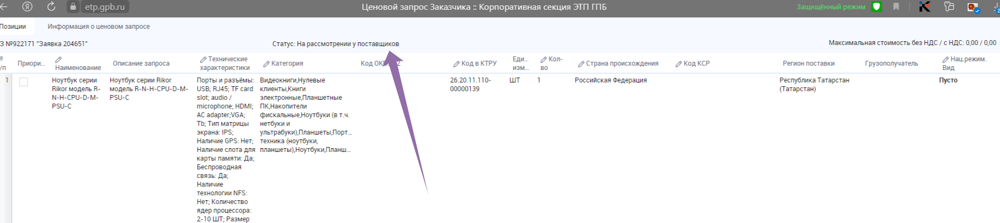 etp.gpb.ru
Ценовой запрос Заказчика :: Корпоративная секция ЭТП ГПБ
Защищённый режим
Позиции
Информация о ценовом запросе
З №922171 "Заявка 204651"
Статус: На рассмотрении у поставщиков
Максимальная стоимость без НДС / с НДС: 0,00 / 0,00
№
/п
Приори...
Наименование
Описание запроса
Технические
характеристики
Категория
Код
Код в КТРУ
Еди...
изм...
Кол-
во
Страна происхождения
Код КСР
Регион поставки
Грузополучатель
Нац.режим.
Вид
1
Ноутбук серии
Rikor модель R-
N-H-CPU-D-M-
PSU-C
Ноутбук серии Rikor
модель R-N-H-CPU-D-M-
PSU-C
Порты и разъёмы:
USB; RJ45; TF card
slot; audio /
microphone; HDMI;
AC adapter;VGA;
Tb; Тип матрицы
экрана: IPS;
Наличие GPS: Нет;
Наличие слота для
карты памяти: Да;
Беспроводная
связь: Да;
Наличие
технологии NFS:
Нет; Количество
ядер процессора:
2-10 ШТ; Размер
Видеокниги,Нулевые
клиенты,Книги
электронные,Планшетные
ПК,Накопители
фискальные,Ноутбуки (в т.ч.
нетбуки и
ультрабуки),Планшеты,Порт...
техника (ноутбуки,
планшеты),Ноутбуки,Планш...
26.20.11.110-
00000139
ШТ
1
Российская Федерация
Республика Татарстан
(Татарстан)
Пусто